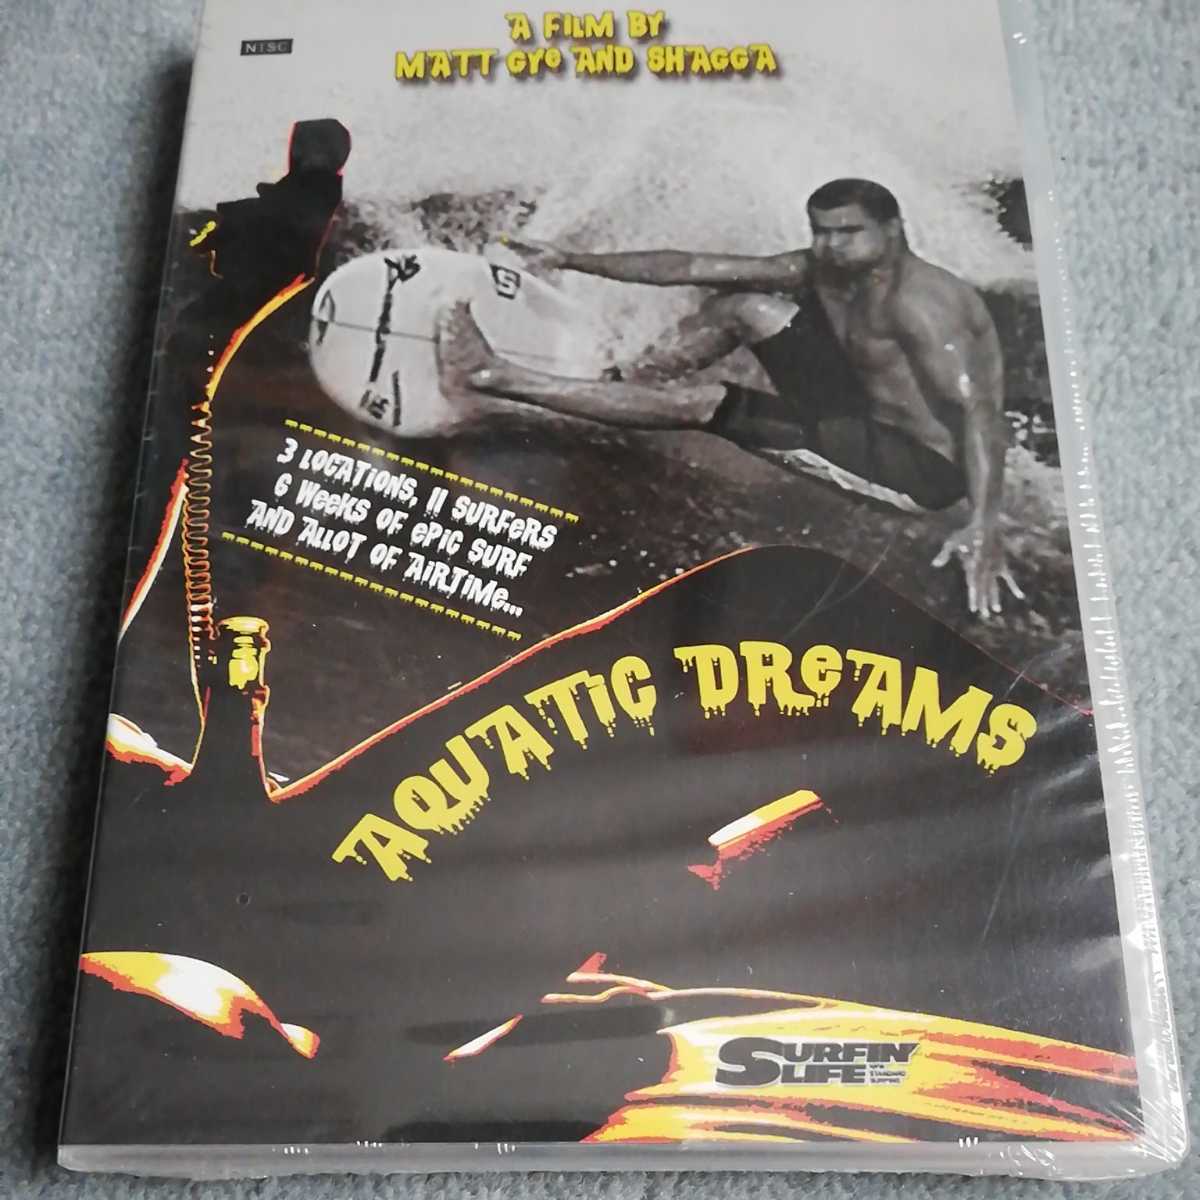 A FILM BY
MATT GYE AND SHAGGA
NTSC
3 LOCATIONS, 11 SURFERS
6 WEEKS OF EPIC SURF
AND ALLOT OF AIRTIME...
AQUATIC DREAMS
SURFIN'
LIFE